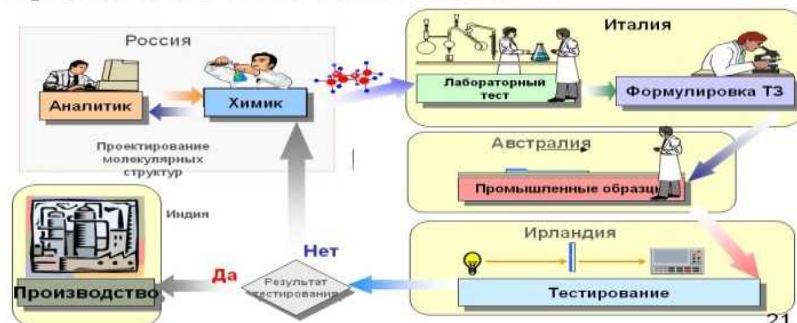 Россия
Аналитик
Химик
Проектирование
молекулярных
структур
Италия
Лабораторный
тест
Формулировка ТЗ
Австралия
Промышленные образцы
Ирландия
Тестирование
Индия
Производство
Да
Нет
Результат
тестирования
21